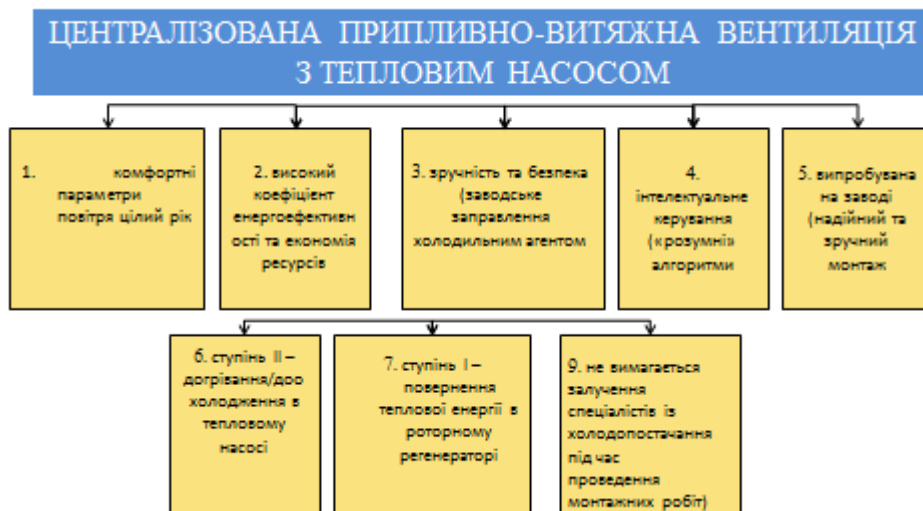 ЦЕНТРАЛІЗОВАНА ПРИПЛИВНО-ВИТЯЖНА ВЕНТИЛЯЦІЯ
З ТЕПЛОВИМ НАСОСОМ
1. комфортні
параметри
повітря цілий рік
2. високий
коефіцієнт
енергоефективн
ості та економія
ресурсів
3. зручність та безпека
(заводське
заправлення
холодильним агентом
4.
інтелектуальне
керування
(«розумні»
алгоритми
5. випробувана
на заводі
(надійний та
зручний
монтаж
6. ступінь ІІ –
догрівання/доо
холодження в
тепловому
насосі
7. ступінь І –
повернення
теплової енергії в
роторному
регенераторі
9. не вимагається
залучення
спеціалістів із
холодопостачання
під час
проведення
монтажних робіт)